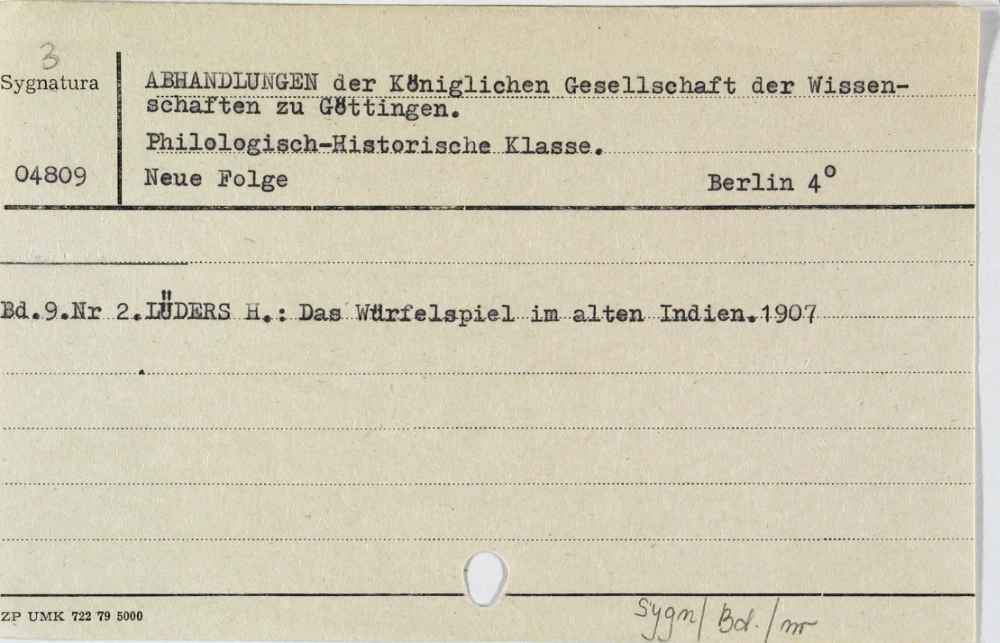 3
Sygnatura
ABHANDLUNGEN der Königlichen Gesellschaft der Wissen-
schaften zu Göttingen.
Philologisch-Historische Klasse.
04809
Neue Folge Berlin 4°
Bd.9.Nr 2.LÜDERS H.: Das Würfelspiel im alten Indien.1907
ZP UMK 722 79 5000
Sygn/Bd./nr